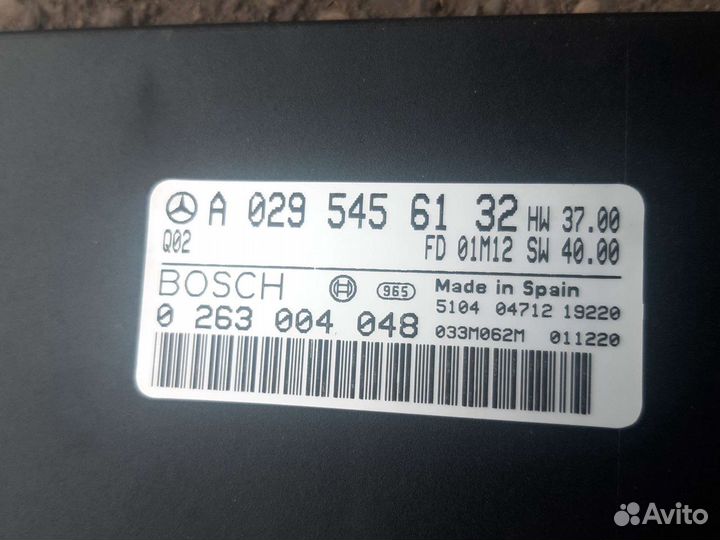 A 029 545 61 32 HW 37.00
Q02 FD 01M12 SW 40.00
BOSCH 965 Made in Spain
5104 04712 19220
0 263 004 048 033M062M 011220
Avito